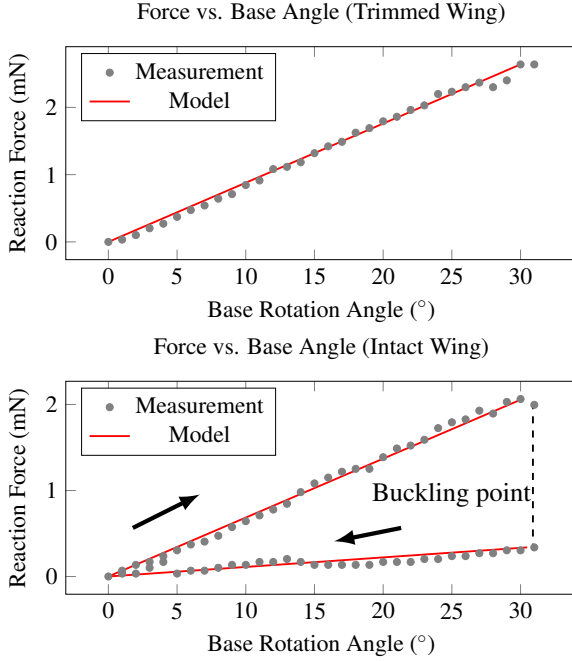 Force vs. Base Angle (Trimmed Wing)
Measurement
Model
Reaction Force (mN)
2
1
0
0 5 10 15 20 25 30
Base Rotation Angle (°)
Force vs. Base Angle (Intact Wing)
Measurement
Model
Reaction Force (mN)
2
1
0
Buckling point
0 5 10 15 20 25 30
Base Rotation Angle (°)